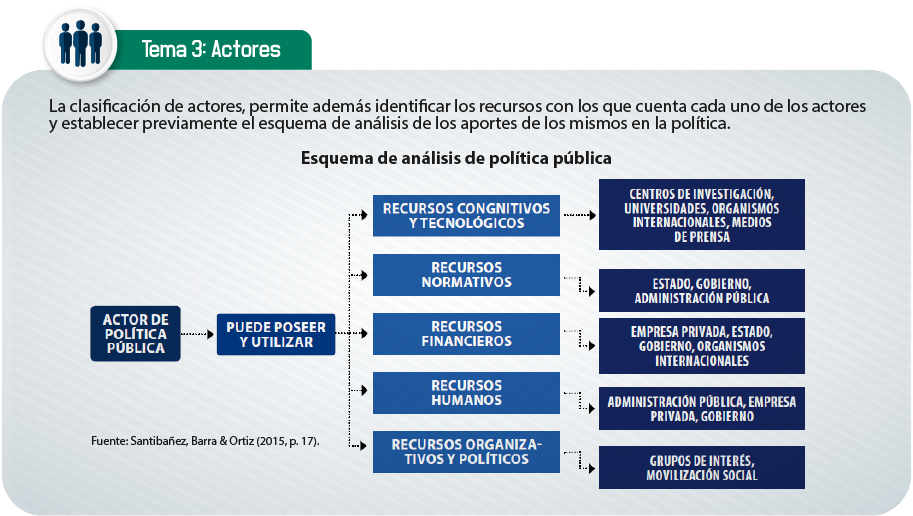 Tema 3: Actores
La clasificación de actores, permite además identificar los recursos con los que cuenta cada uno de los actores
y establecer previamente el esquema de análisis de los aportes de los mismos en la política.
Esquema de análisis de política pública
ACTOR DE
POLÍTICA
PÚBLICA
PUEDE POSEER
Y UTILIZAR
RECURSOS CONGNITIVOS
Y TECNOLÓGICOS
CENTROS DE INVESTIGACIÓN,
UNIVERSIDADES, ORGANISMOS
INTERNACIONALES, MEDIOS
DE PRENSA
RECURSOS
NORMATIVOS
ESTADO, GOBIERNO,
ADMINISTRACIÓN PÚBLICA
RECURSOS
FINANCIEROS
EMPRESA PRIVADA, ESTADO,
GOBIERNO, ORGANISMOS
INTERNACIONALES
RECURSOS
HUMANOS
ADMINISTRACIÓN PÚBLICA, EMPRESA
PRIVADA, GOBIERNO
RECURSOS ORGANIZA-
TIVOS Y POLÍTICOS
GRUPOS DE INTERÉS,
MOVILIZACIÓN SOCIAL
Fuente: Santibañez, Barra & Ortiz (2015, p. 17).